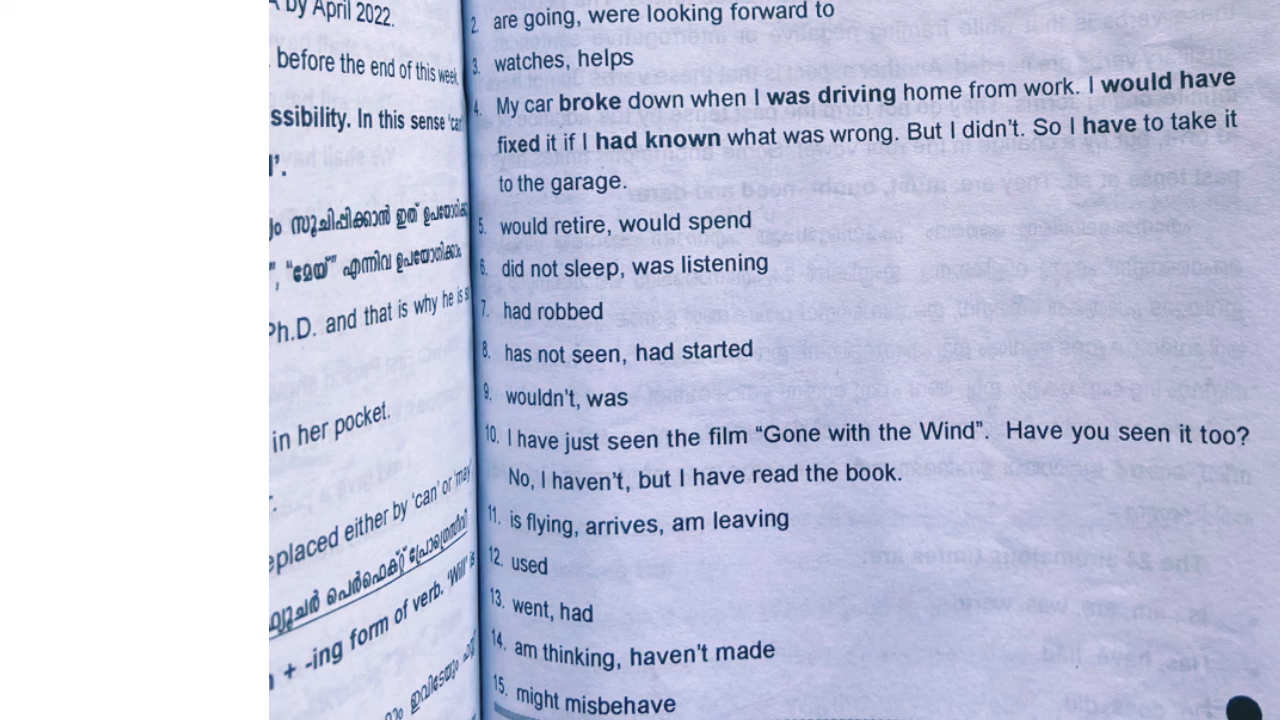 by April 2022.
before the end of this week
ssibility. In this sense 'can
സൂചിപ്പിക്കാൻ ഇത്
"മേയ്" എന്നിവ
Ph.D. and that is why he is
in her pocket.
eplaced either by 'can' or 'may
+ -ing form of verb. 'Will' is
2. are going, were looking forward to
3. watches, helps
4. My car broke down when I was driving home from work. I would have
fixed it if I had known what was wrong. But I didn't. So I have to take it
to the garage.
5. would retire, would spend
6. did not sleep, was listening
7. had robbed
8. has not seen, had started
9. wouldn't, was
10. I have just seen the film “Gone with the Wind”. Have you seen it too?
No, I haven't, but I have read the book.
11. is flying, arrives, am leaving
12. used
13. went, had
14. am thinking, haven't made
15. might misbehave